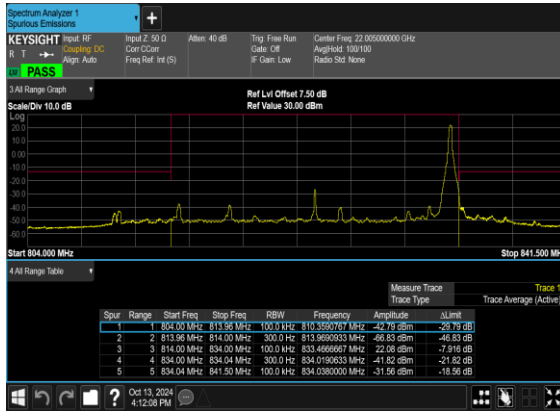 Spectrum Analyzer 1
Spurious Emissions
KEYSIGHT Input: RF Input Z: 50 Ω Atten: 40 dB Trig: Free Run Center Freq: 22.005000000 GHz
R T Coupling: DC Corr CCorr Gate: Off Avg|Hold: 100/100
Align: Auto Freq Ref: Int (S) IF Gain: Low Radio Std: None
PASS
3 All Range Graph Ref Lvl Offset 7.50 dB
Scale/Div 10.0 dB Ref Value 30.00 dBm
Log
20.0
10.0
0.00
-10.0
-20.0
-30.0
-40.0
-50.0
-60.0
Start 804.000 MHz Stop 841.500 MH
4 All Range Table
Measure Trace Trace 1
Trace Type Trace Average (Active)
Spur Range Start Freq Stop Freq RBW Frequency Amplitude ΔLimit
1 1 804.00 MHz 813.96 MHz 100.0 kHz 810.3590767 MHz -42.79 dBm -29.79 dB
2 2 813.96 MHz 814.00 MHz 300.0 Hz 813.9690933 MHz -66.83 dBm -46.83 dB
3 3 814.00 MHz 834.00 MHz 100.0 kHz 833.4666667 MHz 22.08 dBm -7.916 dB
4 4 834.00 MHz 834.04 MHz 300.0 Hz 834.0190633 MHz -41.82 dBm -21.82 dB
5 5 834.04 MHz 841.50 MHz 100.0 kHz 834.0380000 MHz -31.56 dBm -18.56 dB
?
Oct 13, 2024
4:12:08 PM